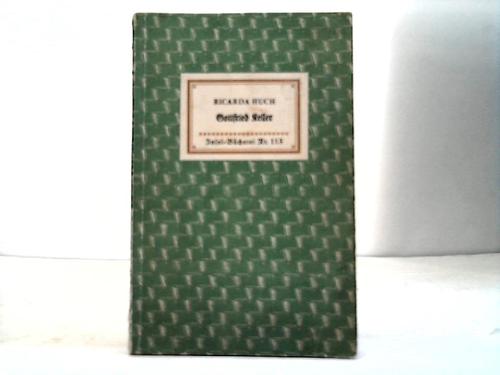 RICARDA HUCH
Gottfried Keller
Insel-Bücherei Nr. 113